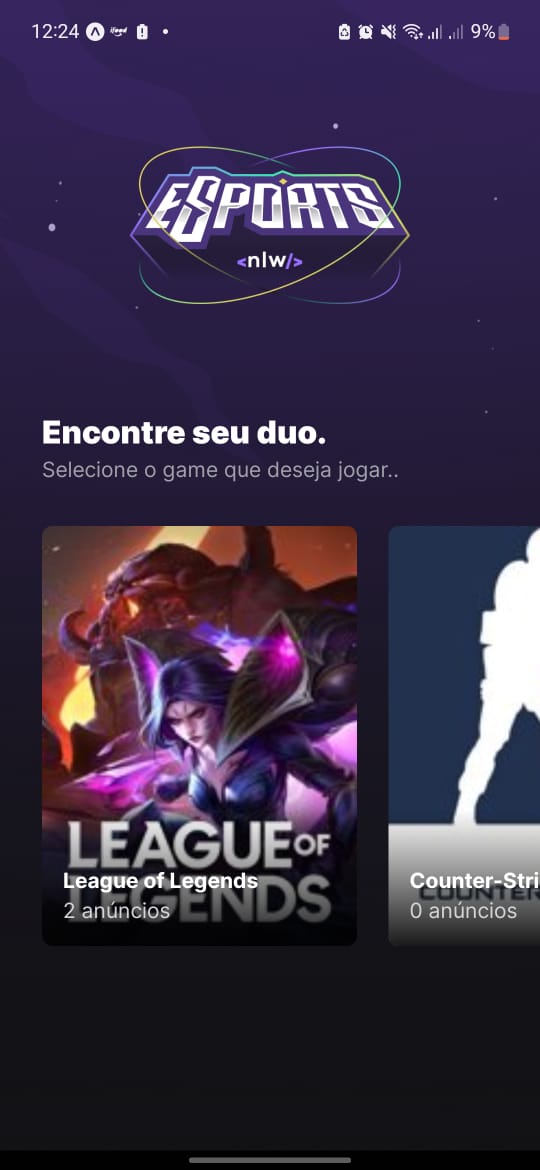 12:24
ifood
9%
ESPORTS
<nlw/>
Encontre seu duo.
Selecione o game que deseja jogar..
LEAGUE OF
LEGENDS
League of Legends
2 anúncios
COUNTER
Counter-Stri
0 anúncios